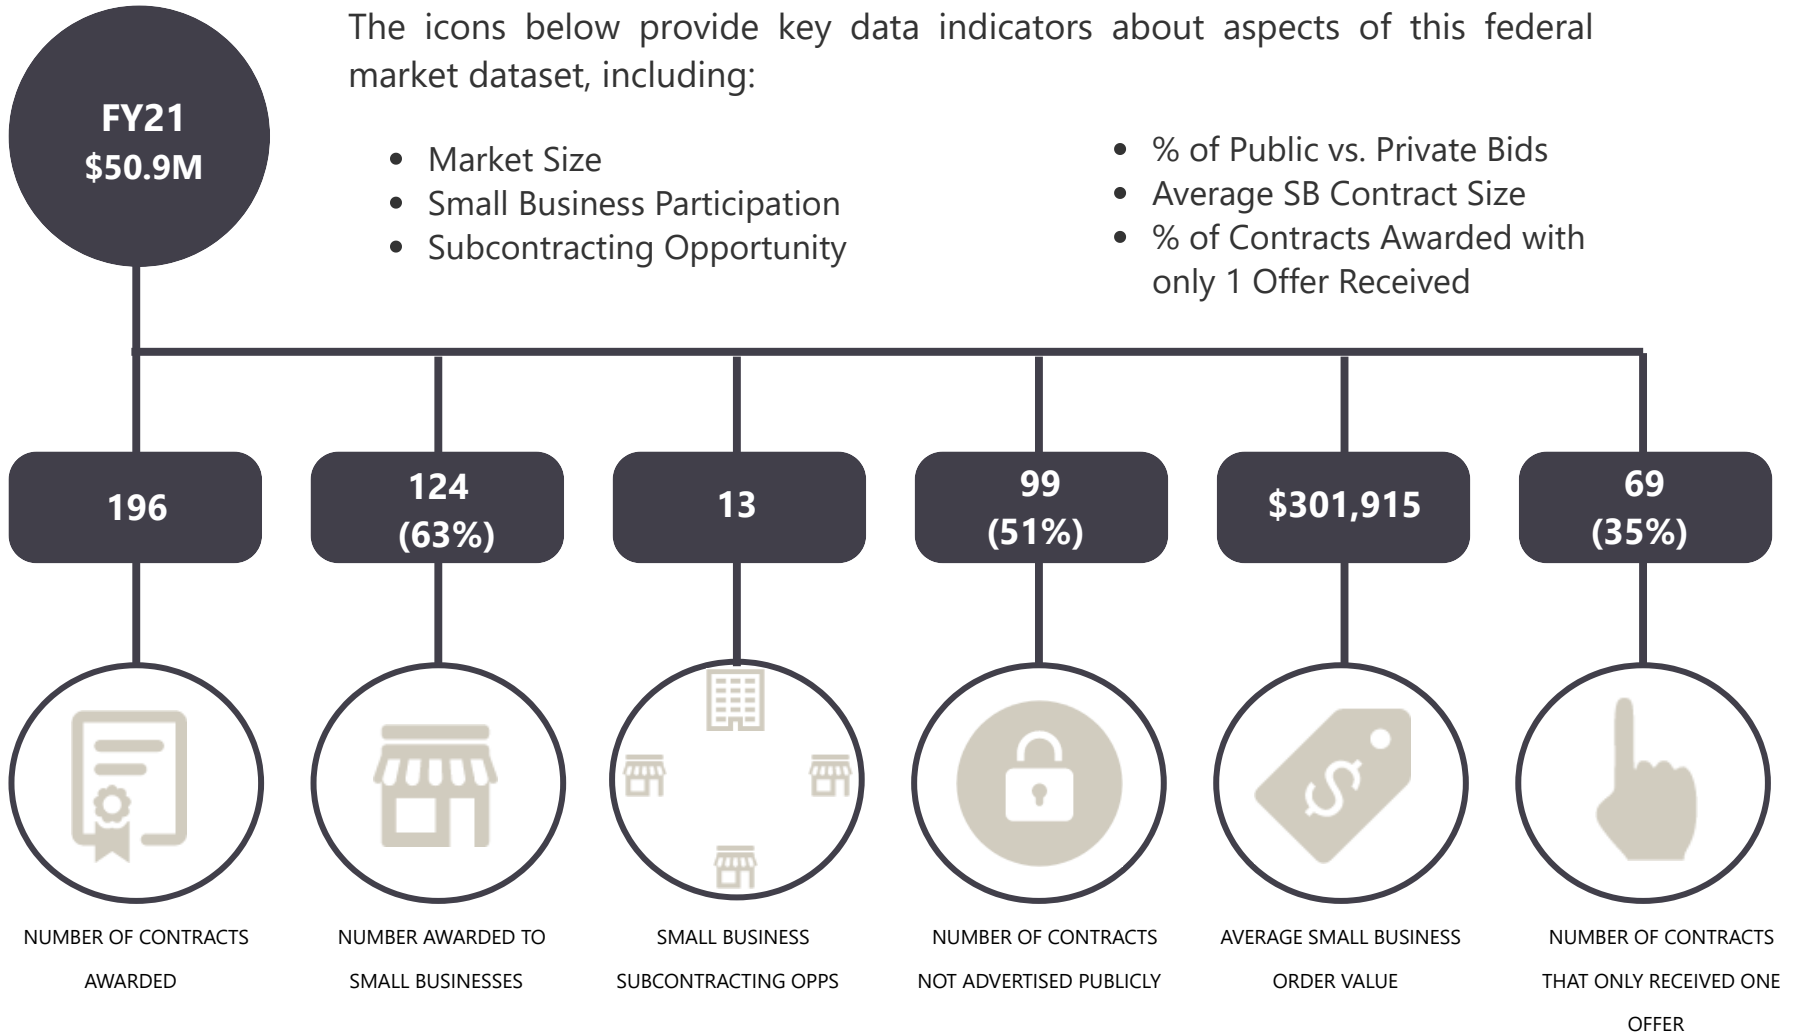 FY21
$50.9M
The icons below provide key data indicators about aspects of this federal
market dataset, including:
• Market Size
• Small Business Participation
• Subcontracting Opportunity
• % of Public vs. Private Bids
• Average SB Contract Size
• % of Contracts Awarded with
only 1 Offer Received
196
124
(63%)
13
99
(51%)
$301,915
69
(35%)
$
NUMBER OF CONTRACTS
AWARDED
NUMBER AWARDED TO
SMALL BUSINESSES
SMALL BUSINESS
SUBCONTRACTING OPPS
NUMBER OF CONTRACTS
NOT ADVERTISED PUBLICLY
AVERAGE SMALL BUSINESS
ORDER VALUE
NUMBER OF CONTRACTS
THAT ONLY RECEIVED ONE
OFFER